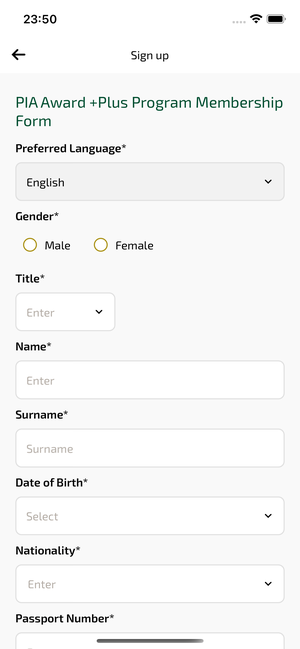 23:50
Sign up
PIA Award +Plus Program Membership
Form
Preferred Language*
English
Gender*
Male Female
Title*
Enter
Name*
Enter
Surname*
Surname
Date of Birth*
Select
Nationality*
Enter
Passport Number*